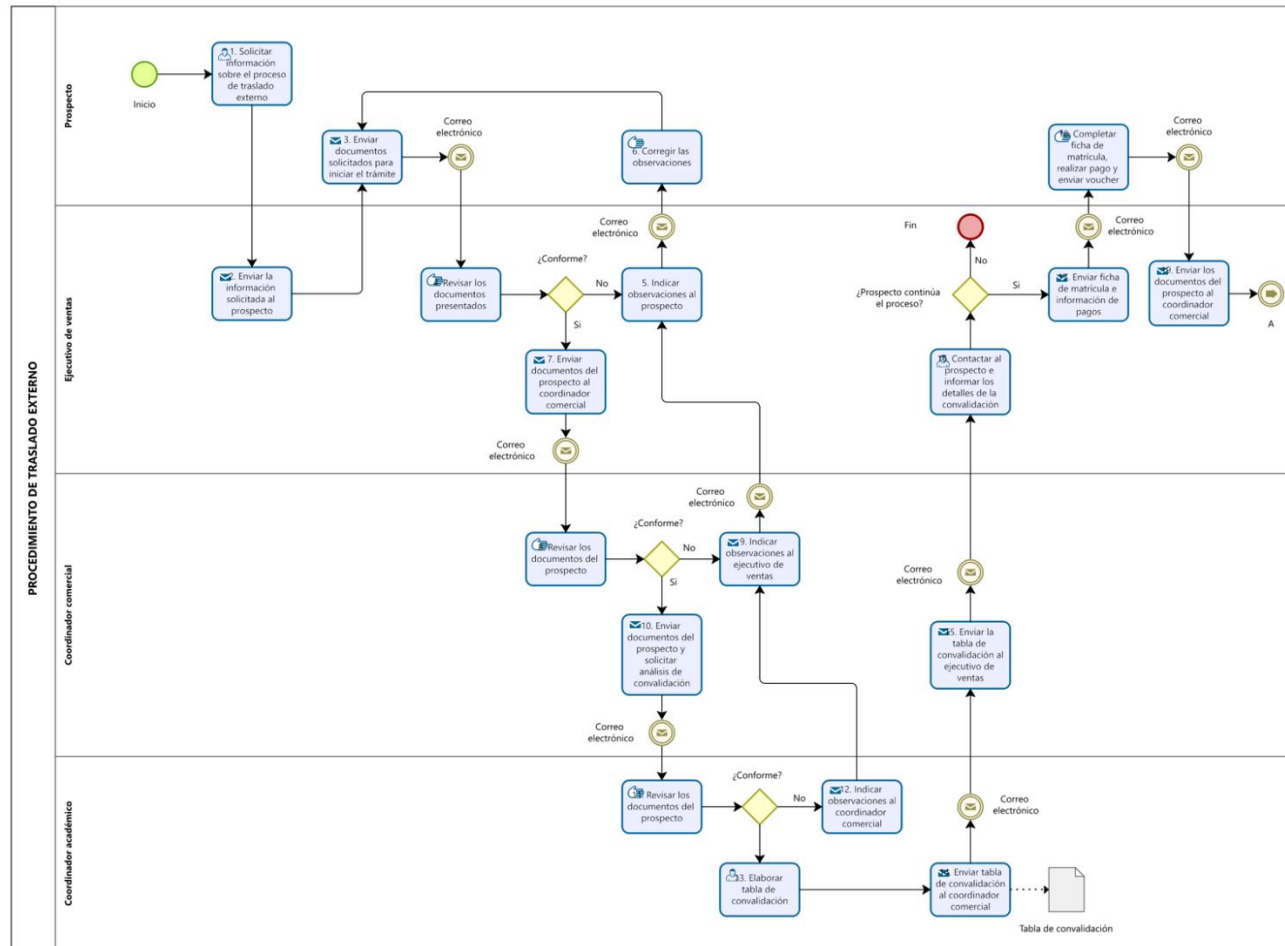 PROCEDIMIENTO DE TRASLADO EXTERNO
Prospecto
Inicio
1. Solicitar
información
sobre el proceso
de traslado
externo
3. Enviar
documentos
solicitados para
iniciar el trámite
Correo
electrónico
6. Corregir las
observaciones
Completar
ficha de
matrícula,
realizar pago y
enviar voucher
Correo
electrónico
Ejecutivo de ventas
2. Enviar la
información
solicitada al
prospecto
Revisar los
documentos
presentados
¿Conforme?
No
Si
5. Indicar
observaciones al
prospecto
Correo
electrónico
7. Enviar
documentos del
prospecto al
coordinador
comercial
Correo
electrónico
Fin
No
¿Prospecto continúa
el proceso?
Si
Enviar ficha
de matrícula e
información de
pagos
Correo
electrónico
9. Enviar los
documentos del
prospecto al
coordinador
comercial
A
Contactar al
prospecto e
informar los
detalles de la
convalidación
Coordinador comercial
Revisar los
documentos del
prospecto
¿Conforme?
No
Si
9. Indicar
observaciones al
ejecutivo de
ventas
Correo
electrónico
10. Enviar
documentos del
prospecto y
solicitar
análisis de
convalidación
Correo
electrónico
Correo
electrónico
5. Enviar la
tabla de
convalidación al
ejecutivo de
ventas
Coordinador académico
Revisar los
documentos del
prospecto
¿Conforme?
No
12. Indicar
observaciones al
coordinador
comercial
3. Elaborar
tabla de
convalidación
Correo
electrónico
Enviar tabla
de convalidación
al coordinador
comercial
Tabla de convalidación